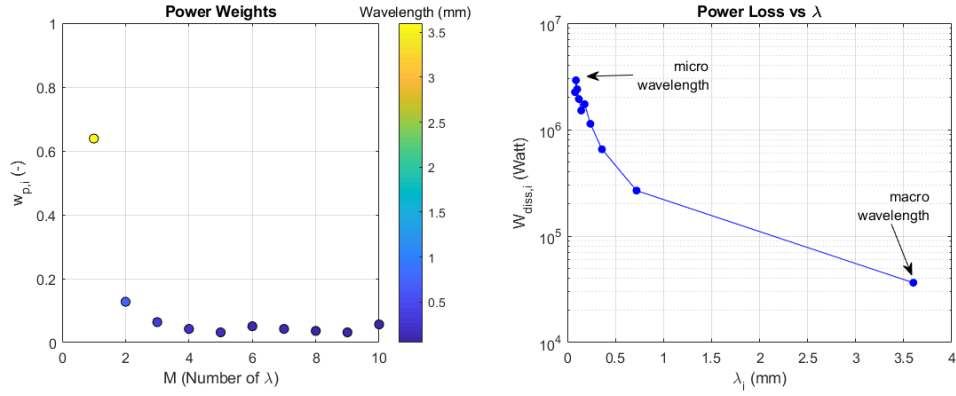 Power Weights
Wavelength (mm)
1
0.8
0.6
0.4
0.2
0
0
2
4
6
8
10
w_{p,i} (-)
M (Number of λ)
3.5
3
2.5
2
1.5
1
0.5
Power Loss vs λ
10^7
10^6
10^5
10^4
0
0.5
1
1.5
2
2.5
3
3.5
4
W_{diss,i} (Watt)
λ_i (mm)
micro
wavelength
macro
wavelength